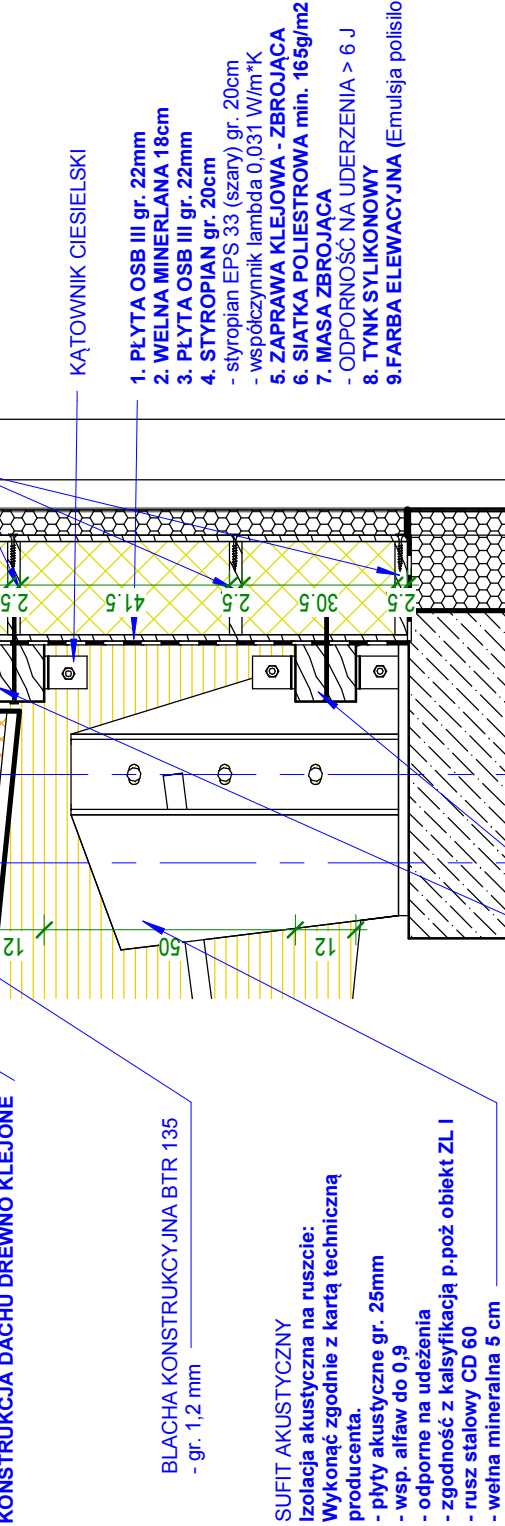 KĄTOWNIK CIESIELSKI
1. PŁYTA OSB III gr. 22mm
2. WELNA MINERLANA 18cm
3. PŁYTA OSB III gr. 22mm
4. STYROPIAN gr. 20cm
- styropian EPS 33 (szary) gr. 20cm
- współczynnik lambda 0,031 W/m*K
5. ZAPRAWA KLEJOWA - ZBROJĄCA
6. SIATKA POLIESTROWA min. 165g/m2
7. MASA ZBROJĄCA
- ODPORNOŚĆ NA UDERZENIA > 6 J
8. TYNK SYLIKONOWY
9.FARBA ELEWACYJNA (Emulsja polisilo
2.5
41.5
2.5
30.5
2.5
12
50
12
KONSTRUKCJA DACHU DREWNO KLEJONE
BLACHA KONSTRUKCYJNA BTR 135
- gr. 1,2 mm
SUFIT AKUSTYCZNY
Izolacja akustyczna na ruszcie:
Wykonąć zgodnie z kartą techniczną
producenta.
- płyty akustyczne gr. 25mm
- wsp. alfaw do 0,9
- odporne na udeżenia
- zgodność z kalsyfikacją p.poż obiekt ZL I
- rusz stalowy CD 60
- wełna mineralna 5 cm